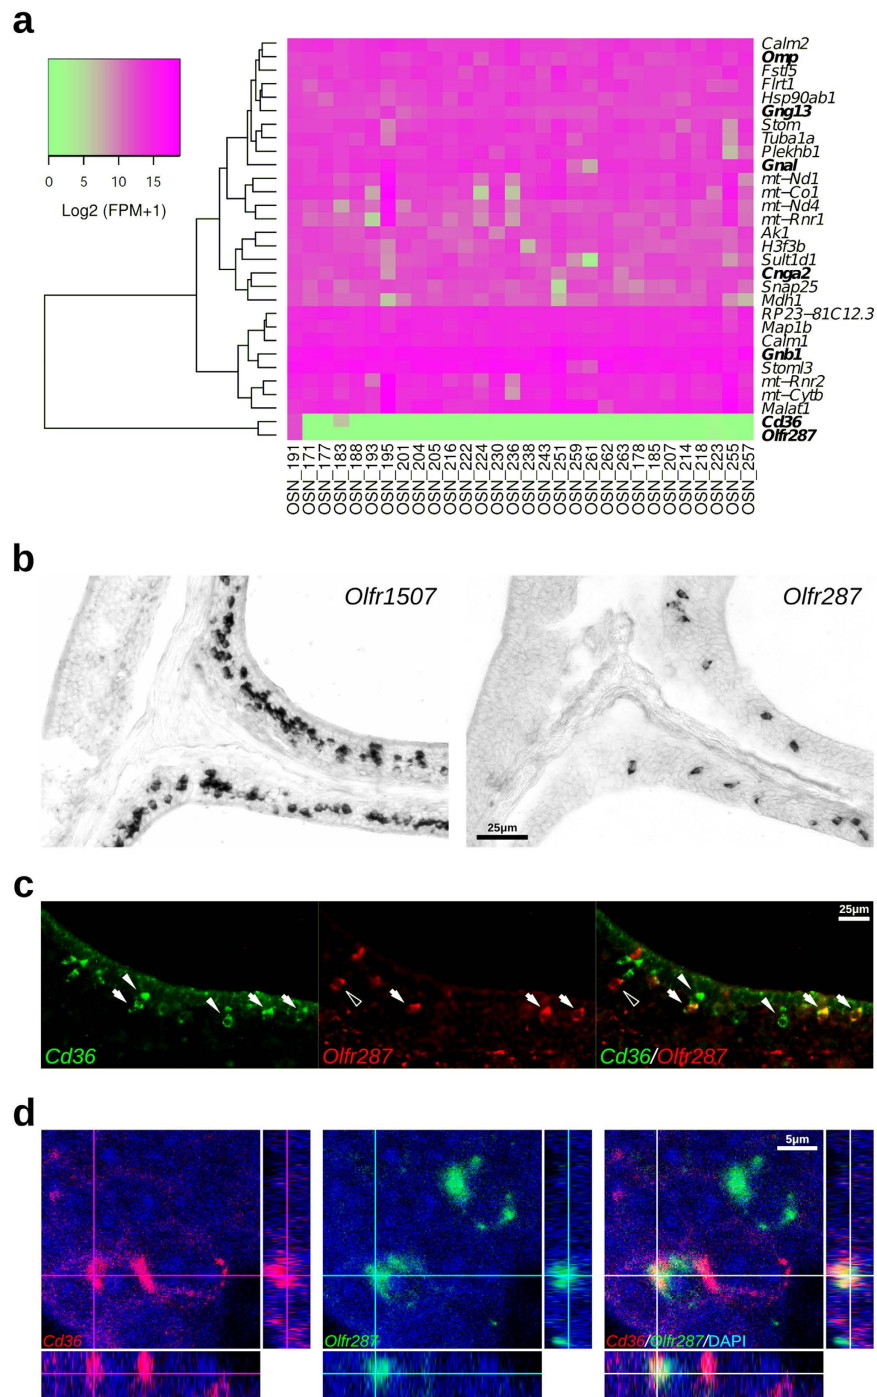 a
Calm2
Omp
Fstl5
Flrt1
Hsp90ab1
Gng13
Stom
Tuba1a
Plekhb1
Gnal
mt−Nd1
mt−Co1
mt−Nd4
mt−Rnr1
Ak1
H3f3b
Sult1d1
Cnga2
Snap25
Mdh1
RP23−81C12.3
Map1b
Calm1
Gnb1
Stoml3
mt−Rnr2
mt−Cytb
Malat1
Cd36
Olfr287
0 5 10 15
Log2 (FPM+1)
OSN_191
OSN_171
OSN_177
OSN_183
OSN_188
OSN_193
OSN_195
OSN_201
OSN_204
OSN_205
OSN_216
OSN_222
OSN_224
OSN_230
OSN_236
OSN_238
OSN_243
OSN_251
OSN_259
OSN_261
OSN_262
OSN_263
OSN_178
OSN_185
OSN_207
OSN_214
OSN_218
OSN_223
OSN_255
OSN_257
b
Olfr1507
Olfr287
25µm
c
25µm
Cd36
Olfr287
Cd36/Olfr287
d
5µm
Cd36
Olfr287
Cd36/Olfr287/DAPI